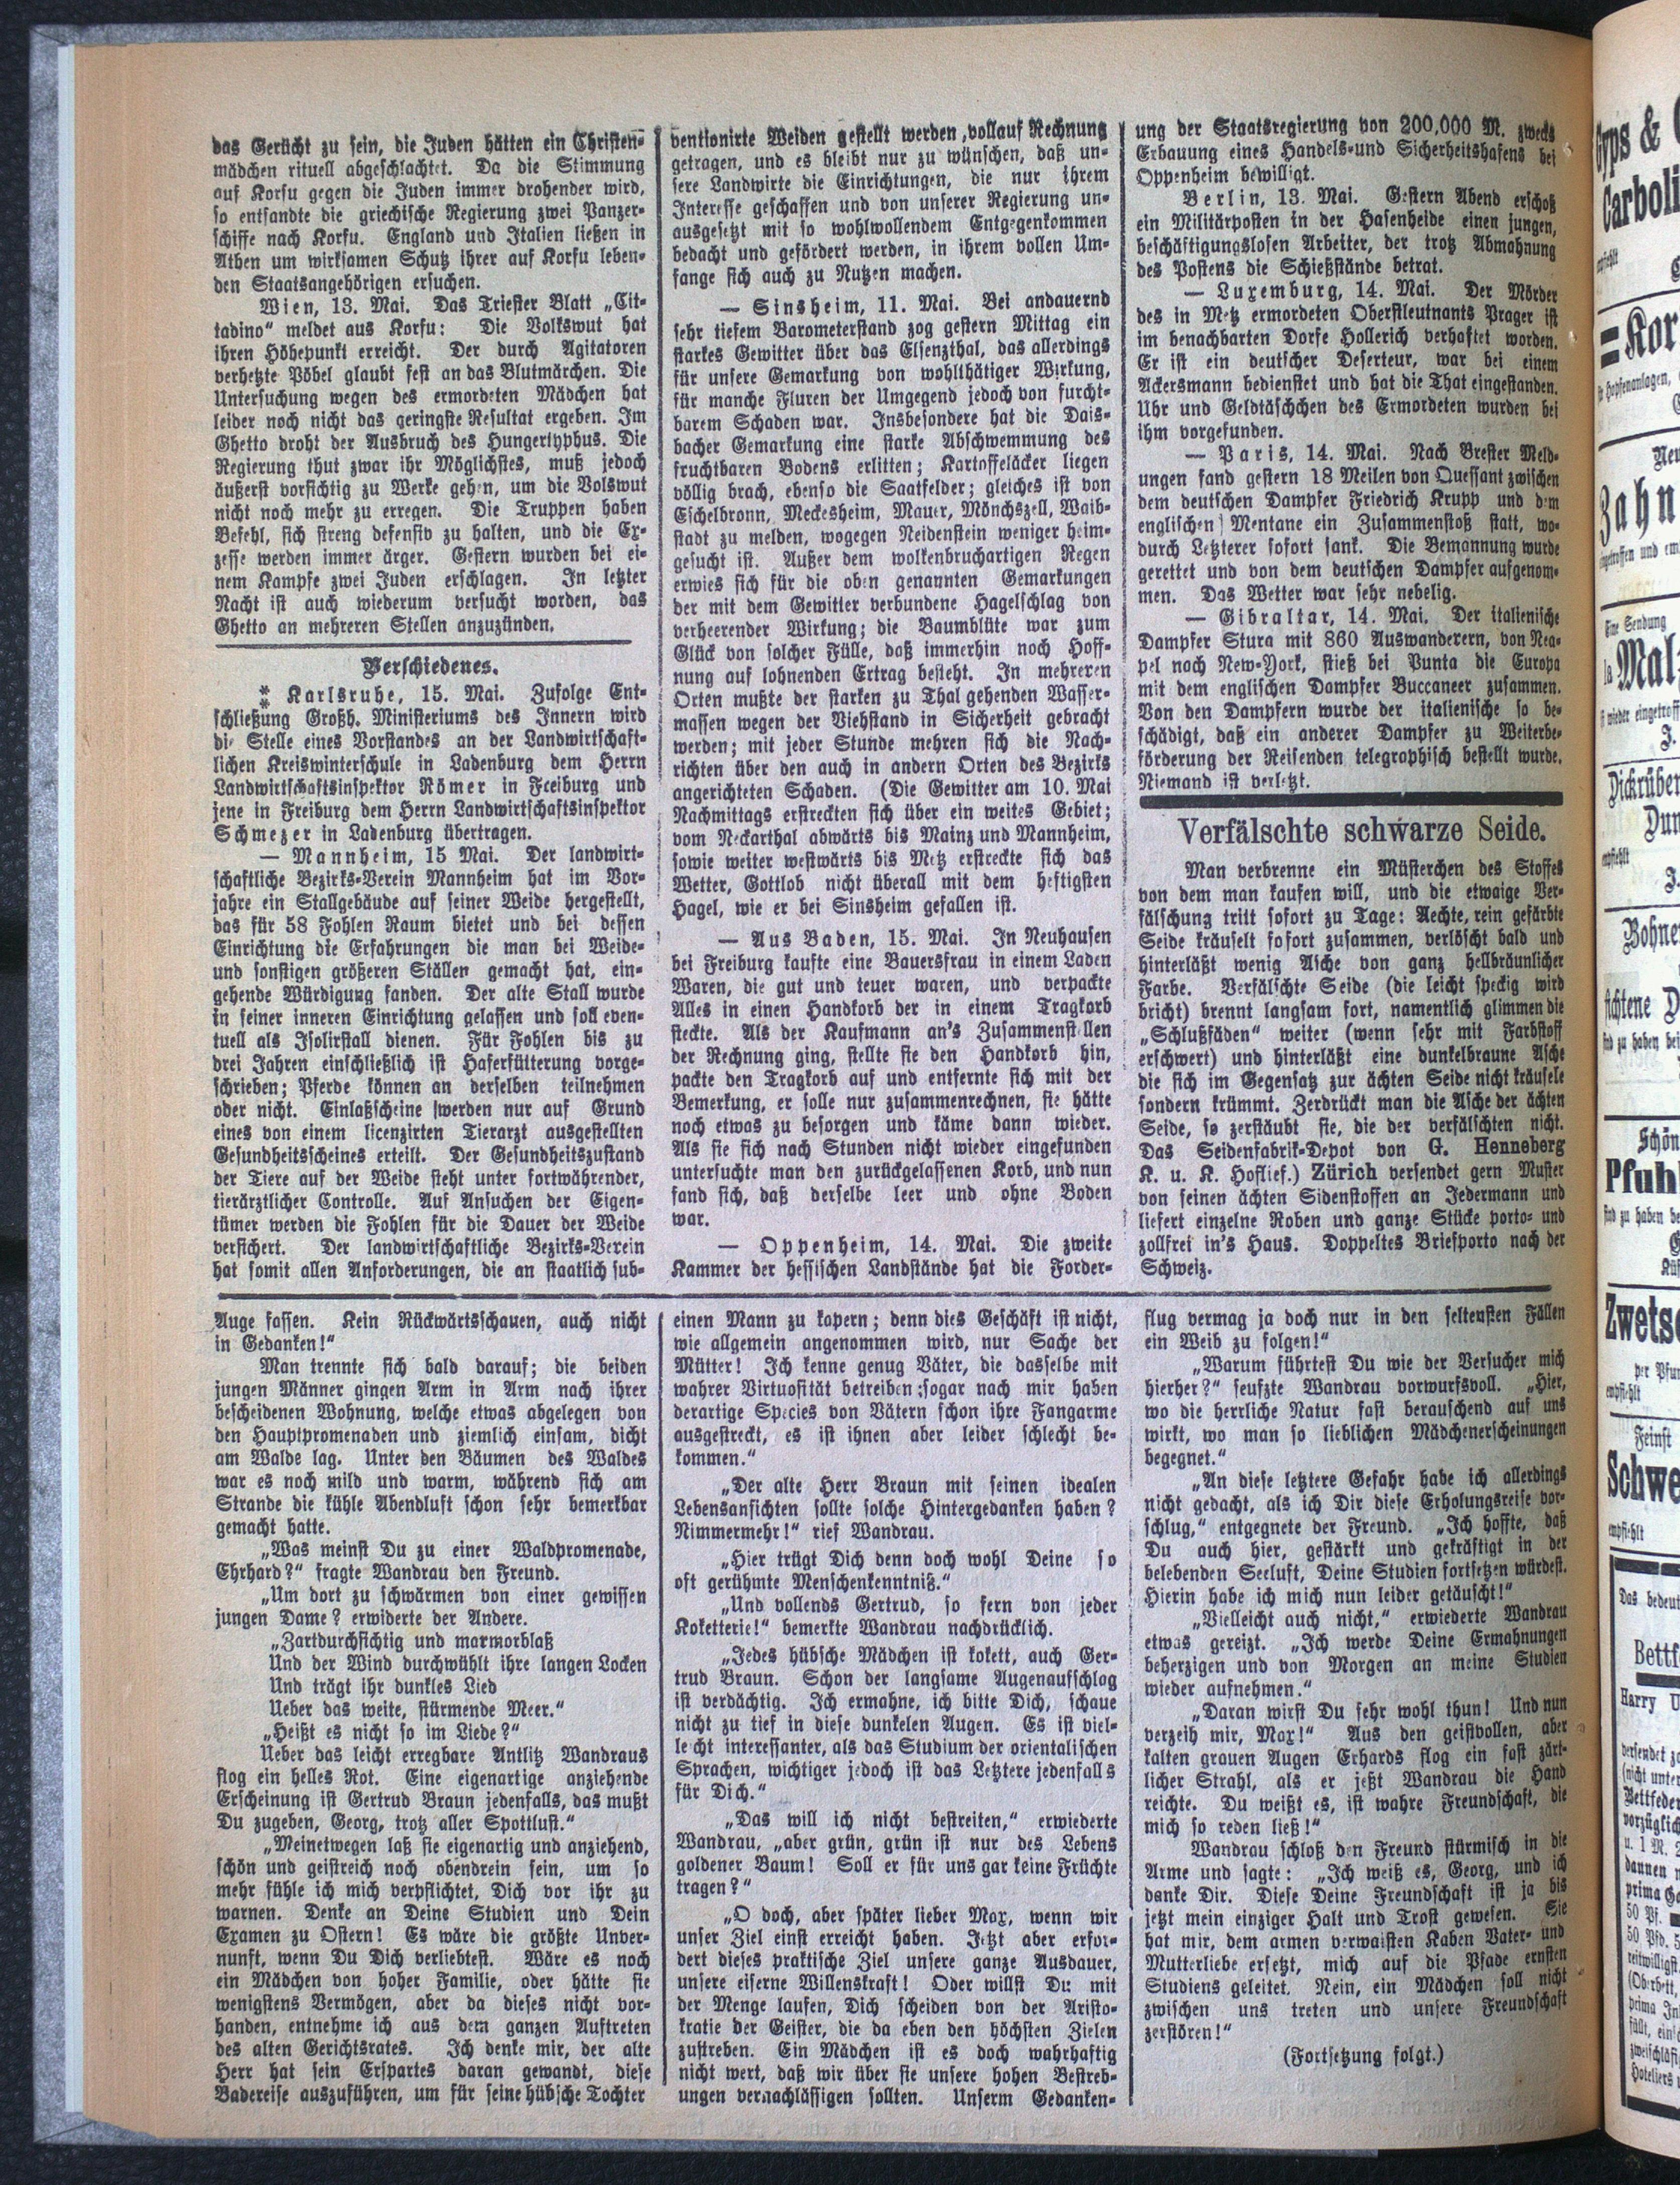 das Gerücht zu sein, die Juden hätten ein Christen-
mädchen rituell abgeschlachtet. Da die Stimmung
auf Korfu gegen die Juden immer drohender wird,
so entsandte die griechische Regierung zwei Panzer-
schiffe nach Korfu. England und Italien ließen in
Athen um wirksamen Schutz ihrer auf Korfu leben-
den Staatsangehörigen ersuchen.
Wien, 13. Mai. Das Triester Blatt „Cit-
tadino“ meldet aus Korfu: Die Volkswut hat
ihren Höhepunkt erreicht. Der durch Agitatoren
verhetzte Pöbel glaubt fest an das Blutmärchen. Die
Untersuchung wegen des ermordeten Mädchen hat
leider noch nicht das geringste Resultat ergeben. Im
Ghetto droht der Ausbruch des Hungertyphus. Die
Regierung thut zwar ihr Möglichstes, muß jedoch
äußerst vorsichtig zu Werke gehen, um die Volswut
nicht noch mehr zu erregen. Die Truppen haben
Befehl, sich streng defensiv zu halten, und die Ex-
zesse werden immer ärger. Gestern wurden bei ei-
nem Kampfe zwei Juden erschlagen. In letzter
Nacht ist auch wiederum versucht worden, das
Ghetto an mehreren Stellen anzuzünden.
Verschiedenes.
⁑ Karlsruhe, 15. Mai. Zufolge Ent-
schließung Großh. Ministeriums des Innern wird
die Stelle eines Vorstandes an der Landwirtschaft-
lichen Kreiswinterschule in Ladenburg dem Herrn
Landwirtschaftsinspektor Römer in Freiburg und
jene in Freiburg dem Herrn Landwirtschaftsinspektor
Schmezer in Ladenburg übertragen.
— Mannheim, 15 Mai. Der landwirt-
schaftliche Bezirks-Verein Mannheim hat im Vor-
jahre ein Stallgebäude auf seiner Weide hergestellt,
das für 58 Fohlen Raum bietet und bei dessen
Einrichtung die Erfahrungen die man bei Weide-
und sonstigen größeren Ställen gemacht hat, ein-
gehende Würdigung fanden. Der alte Stall wurde
in seiner inneren Einrichtung gelassen und soll even-
tuell als Isolirstall dienen. Für Fohlen bis zu
drei Jahren einschließlich ist Haferfütterung vorge-
schrieben; Pferde können an derselben teilnehmen
oder nicht. Einlaßscheine werden nur auf Grund
eines von einem licenzirten Tierarzt ausgestellten
Gesundheitsscheines erteilt. Der Gesundheitszustand
der Tiere auf der Weide steht unter fortwährender,
tierärztlicher Controlle. Auf Ansuchen der Eigen-
tümer werden die Fohlen für die Dauer der Weide
versichert. Der landwirtschaftliche Bezirks-Verein
hat somit allen Anforderungen, die an staatlich sub-
ventionirte Weiden gestellt werden, vollauf Rechnung
getragen, und es bleibt nur zu wünschen, daß un-
sere Landwirte die Einrichtungen, die nur ihrem
Interesse geschaffen und von unserer Regierung un-
ausgesetzt mit so wohlwollendem Entgegenkommen
bedacht und gefördert werden, in ihrem vollen Um-
fange sich auch zu Nutzen machen.
— Sinsheim, 11. Mai. Bei andauernd
sehr tiefem Barometerstand zog gestern Mittag ein
starkes Gewitter über das Elsenzthal, das allerdings
für unsere Gemarkung von wohlthätiger Wirkung,
für manche Fluren der Umgegend jedoch von furcht-
barem Schaden war. Insbesondere hat die Dais-
bacher Gemarkung eine starke Abschwemmung des
fruchtbaren Bodens erlitten; Kartoffeläcker liegen
völlig brach, ebenso die Saatfelder; gleiches ist von
Eschelbronn, Meckesheim, Mauer, Mönchszell, Waib-
stadt zu melden, wogegen Neidenstein weniger heim-
gesucht ist. Außer dem wolkenbruchartigen Regen
erwies sich für die oben genannten Gemarkungen
der mit dem Gewitter verbundene Hagelschlag von
verheerender Wirkung; die Baumblüte war zum
Glück von solcher Fülle, daß immerhin noch Hoff-
nung auf lohnenden Ertrag besteht. In mehreren
Orten mußte der starken zu Thal gehenden Wasser-
massen wegen der Viehstand in Sicherheit gebracht
werden; mit jeder Stunde mehren sich die Nach-
richten über den auch in andern Orten des Bezirks
angerichteten Schaden. (Die Gewitter am 10. Mai
Nachmittags erstreckten sich über ein weites Gebiet;
vom Neckarthal abwärts bis Mainz und Mannheim,
sowie weiter westwärts bis Metz erstreckte sich das
Wetter, Gottlob nicht überall mit dem heftigsten
Hagel, wie er bei Sinsheim gefallen ist.
— Aus Baden, 15. Mai. In Neuhausen
bei Freiburg kaufte eine Bauersfrau in einem Laden
Waren, die gut und teuer waren, und verpackte
Alles in einen Handkorb der in einem Tragkorb
steckte. Als der Kaufmann an's Zusammenstellen
der Rechnung ging, stellte sie den Handkorb hin,
packte den Tragkorb auf und entfernte sich mit der
Bemerkung, er solle nur zusammenrechnen, sie hätte
noch etwas zu besorgen und käme dann wieder.
Als sie sich nach Stunden nicht wieder eingefunden
untersuchte man den zurückgelassenen Korb, und nun
fand sich, daß derselbe leer und ohne Boden
war.
— Oppenheim, 14. Mai. Die zweite
Kammer der hessischen Landstände hat die Forder-
ung der Staatsregierung von 200,000 M. zwecks
Erbauung eines Handels-und Sicherheitshafens bei
Oppenheim bewilligt.
Berlin, 13. Mai. Gestern Abend erschoß
ein Militärposten in der Hasenheide einen jungen,
beschäftigungslosen Arbeiter, der trotz Abmahnung
des Postens die Schießstände betrat.
— Luxemburg, 14. Mai. Der Mörder
des in Metz ermordeten Oberstleutnants Prager ist
im benachbarten Dorfe Hollerich verhaftet worden.
Er ist ein deutscher Deserteur, war bei einem
Ackersmann bedienstet und hat die That eingestanden.
Uhr und Geldtäschchen des Ermordeten wurden bei
ihm vorgefunden.
— Paris, 14. Mai. Nach Brester Meld-
ungen fand gestern 18 Meilen von Quessant zwischen
dem deutschen Dampfer Friedrich Krupp und dem
englischen Mentane ein Zusammenstoß statt, wo-
durch Letzterer sofort sank. Die Bemannung wurde
gerettet und von dem deutschen Dampfer aufgenom-
men. Das Wetter war sehr nebelig.
— Gibraltar, 14. Mai. Der italienische
Dampfer Stura mit 860 Auswanderern, von Nea-
pel nach New-York, stieß bei Punta die Europa
mit dem englischen Dampfer Buccaneer zusammen.
Von den Dampfern wurde der italienische so be-
schädigt, daß ein anderer Dampfer zu Weiterbe-
förderung der Reisenden telegraphisch bestellt wurde.
Niemand ist verletzt.
Verfälschte schwarze Seide.
Man verbrenne ein Müsterchen des Stoffes
von dem man kaufen will, und die etwaige Ver-
fälschung tritt sofort zu Tage: Aechte, rein gefärbte
Seide kräuselt sofort zusammen, verlöscht bald und
hinterläßt wenig Asche von ganz hellbräunlicher
Farbe. Verfälschte Seide (die leicht speckig wird
bricht) brennt langsam fort, namentlich glimmen die
„Schlußfäden“ weiter (wenn sehr mit Farbstoff
erschwert) und hinterläßt eine dunkelbraune Asche
die sich im Gegensatz zur ächten Seide nicht kräusele
sondern krümmt. Zerdrückt man die Asche der ächten
Seide, so zerstäubt sie, die der verfälschten nicht.
Das Seidenfabrik-Depot von G. Henneberg
K. u. K. Hoflief.) Zürich versendet gern Muster
von seinen ächten Sidenstoffen an Jedermann und
liefert einzelne Roben und ganze Stücke porto- und
zollfrei in's Haus. Doppeltes Briefporto nach der
Schweiz.
Auge fassen. Kein Rückwärtsschauen, auch nicht
in Gedanken!“
Man trennte sich bald darauf; die beiden
jungen Männer gingen Arm in Arm nach ihrer
bescheidenen Wohnung, welche etwas abgelegen von
den Hauptpromenaden und ziemlich einsam, dicht
am Walde lag. Unter den Bäumen des Waldes
war es noch mild und warm, während sich am
Strande die kühle Abendluft schon sehr bemerkbar
gemacht hatte.
„Was meinst Du zu einer Waldpromenade,
Ehrhard?“ fragte Wandrau den Freund.
„Um dort zu schwärmen von einer gewissen
jungen Dame? erwiderte der Andere.
„Zartdurchsichtig und marmorblaß
Und der Wind durchwühlt ihre langen Locken
Und trägt ihr dunkles Lied
Ueber das weite, stürmende Meer.“
„Heißt es nicht so im Liede?“
Ueber das leicht erregbare Antlitz Wandraus
flog ein helles Rot. Eine eigenartige anziehende
Erscheinung ist Gertrud Braun jedenfalls, das mußt
Du zugeben, Georg, trotz aller Spottlust.“
„Meinetwegen laß sie eigenartig und anziehend,
schön und geistreich noch obendrein sein, um so
mehr fühle ich mich verpflichtet, Dich vor ihr zu
warnen. Denke an Deine Studien und Dein
Examen zu Ostern! Es wäre die größte Unver-
nunft, wenn Du Dich verliebtest. Wäre es noch
ein Mädchen von hoher Familie, oder hätte sie
wenigstens Vermögen, aber da dieses nicht vor-
handen, entnehme ich aus dem ganzen Auftreten
des alten Gerichtsrates. Ich denke mir, der alte
Herr hat sein Erspartes daran gewandt, diese
Badereise auszuführen, um für seine hübsche Tochter
einen Mann zu kapern; denn dies Geschäft ist nicht,
wie allgemein angenommen wird, nur Sache der
Mütter! Ich kenne genug Väter, die dasselbe mit
wahrer Virtuosität betreiben; sogar nach mir haben
derartige Species von Vätern schon ihre Fangarme
ausgestreckt, es ist ihnen aber leider schlecht be-
kommen.“
„Der alte Herr Braun mit seinen idealen
Lebensansichten sollte solche Hintergedanken haben?
Nimmermehr!“ rief Wandrau.
„Hier trügt Dich denn doch wohl Deine so
oft gerühmte Menschenkenntniß.“
„Und vollends Gertrud, so fern von jeder
Koketterie!“ bemerkte Wandrau nachdrücklich.
„Jedes hübsche Mädchen ist kokett, auch Ger-
trud Braun. Schon der langsame Augenaufschlag
ist verdächtig. Ich ermahne, ich bitte Dich, schaue
nicht zu tief in diese dunkelen Augen. Es ist viel-
leicht interessanter, als das Studium der orientalischen
Sprachen, wichtiger jedoch ist das Letztere jedenfalls
für Dich.“
„Das will ich nicht bestreiten,“ erwiederte
Wandrau, „aber grün, grün ist nur des Lebens
goldener Baum! Soll er für uns gar keine Früchte
tragen?“
„O doch, aber später lieber Max, wenn wir
unser Ziel einst erreicht haben. Jetzt aber erfor-
dert dieses praktische Ziel unsere ganze Ausdauer,
unsere eiserne Willenskraft! Oder willst Du mit
der Menge laufen, Dich scheiden von der Aristo-
kratie der Geister, die da eben den höchsten Zielen
zustreben. Ein Mädchen ist es doch wahrhaftig
nicht wert, daß wir über sie unsere hohen Bestreb-
ungen vernachlässigen sollten. Unserm Gedanken-
flug vermag ja doch nur in den seltensten Fällen
ein Weib zu folgen!“
„Warum führtest Du wie der Versucher mich
hierher?“ seufzte Wandrau vorwurfsvoll. „Hier,
wo die herrliche Natur fast berauschend auf uns
wirkt, wo man so lieblichen Mädchenerscheinungen
begegnet.“
„An diese letztere Gefahr habe ich allerdings
nicht gedacht, als ich Dir diese Erholungsreise vor-
schlug,“ entgegnete der Freund. „Ich hoffte, daß
Du auch hier, gestärkt und gekräftigt in der
belebenden Seeluft, Deine Studien fortsetzen würdest.
Hierin habe ich mich nun leider getäuscht!“
„Vielleicht auch nicht,“ erwiederte Wandrau
etwas gereizt. „Ich werde Deine Ermahnungen
beherzigen und von Morgen an meine Studien
wieder aufnehmen.“
„Daran wirst Du sehr wohl thun! Und nun
verzeih mir, Max!“ Aus den geistvollen, aber
kalten grauen Augen Erhards flog ein fast zärt-
licher Strahl, als er jetzt Wandrau die Hand
reichte. Du weißt es, ist wahre Freundschaft, die
mich so reden ließ!“
Wandrau schloß den Freund stürmisch in die
Arme und sagte: „Ich weiß es, Georg, und ich
danke Dir. Diese Deine Freundschaft ist ja bis
jetzt mein einziger Halt und Trost gewesen. Sie
hat mir, dem armen verwaisten Kaben Vater- und
Mutterliebe ersetzt, mich auf die Pfade ernsten
Studiens geleitet. Nein, ein Mädchen soll nicht
zwischen uns treten und unsere Freundschaft
zerstören!“
(Fortsetzung folgt.)
Gyps &
Hopfenanlagen,
Eine Sendung
Ia
J.
fichtene
Pfuh
sind zu haben
Zwets
per Pfun
empfiehlt
Feinst
Schwe
empfiehlt
Das bedeut
Bettf
Harry
versendet
(nicht unter
Bettfeder
vorzüglich
u. 1 M.
prima
50 Pf.
50 Pfd.
(Oberbett,
prima
Hoteliers